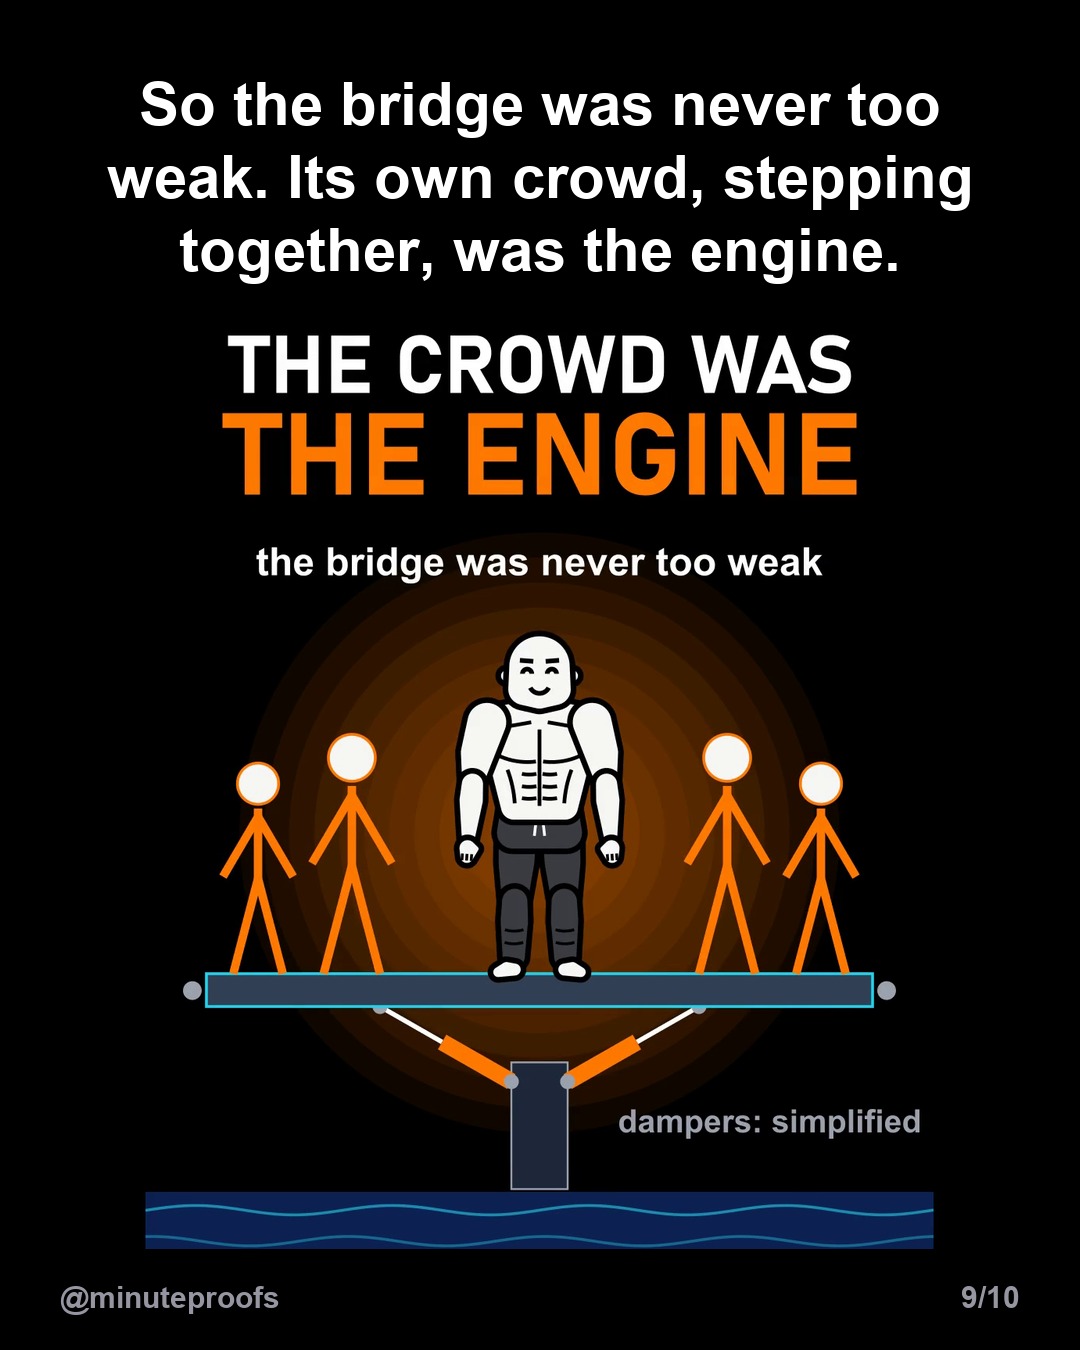 So the bridge was never too
weak. Its own crowd, stepping
together, was the engine.
THE CROWD WAS
THE ENGINE
the bridge was never too weak
dampers: simplified
@minuteproofs
9/10